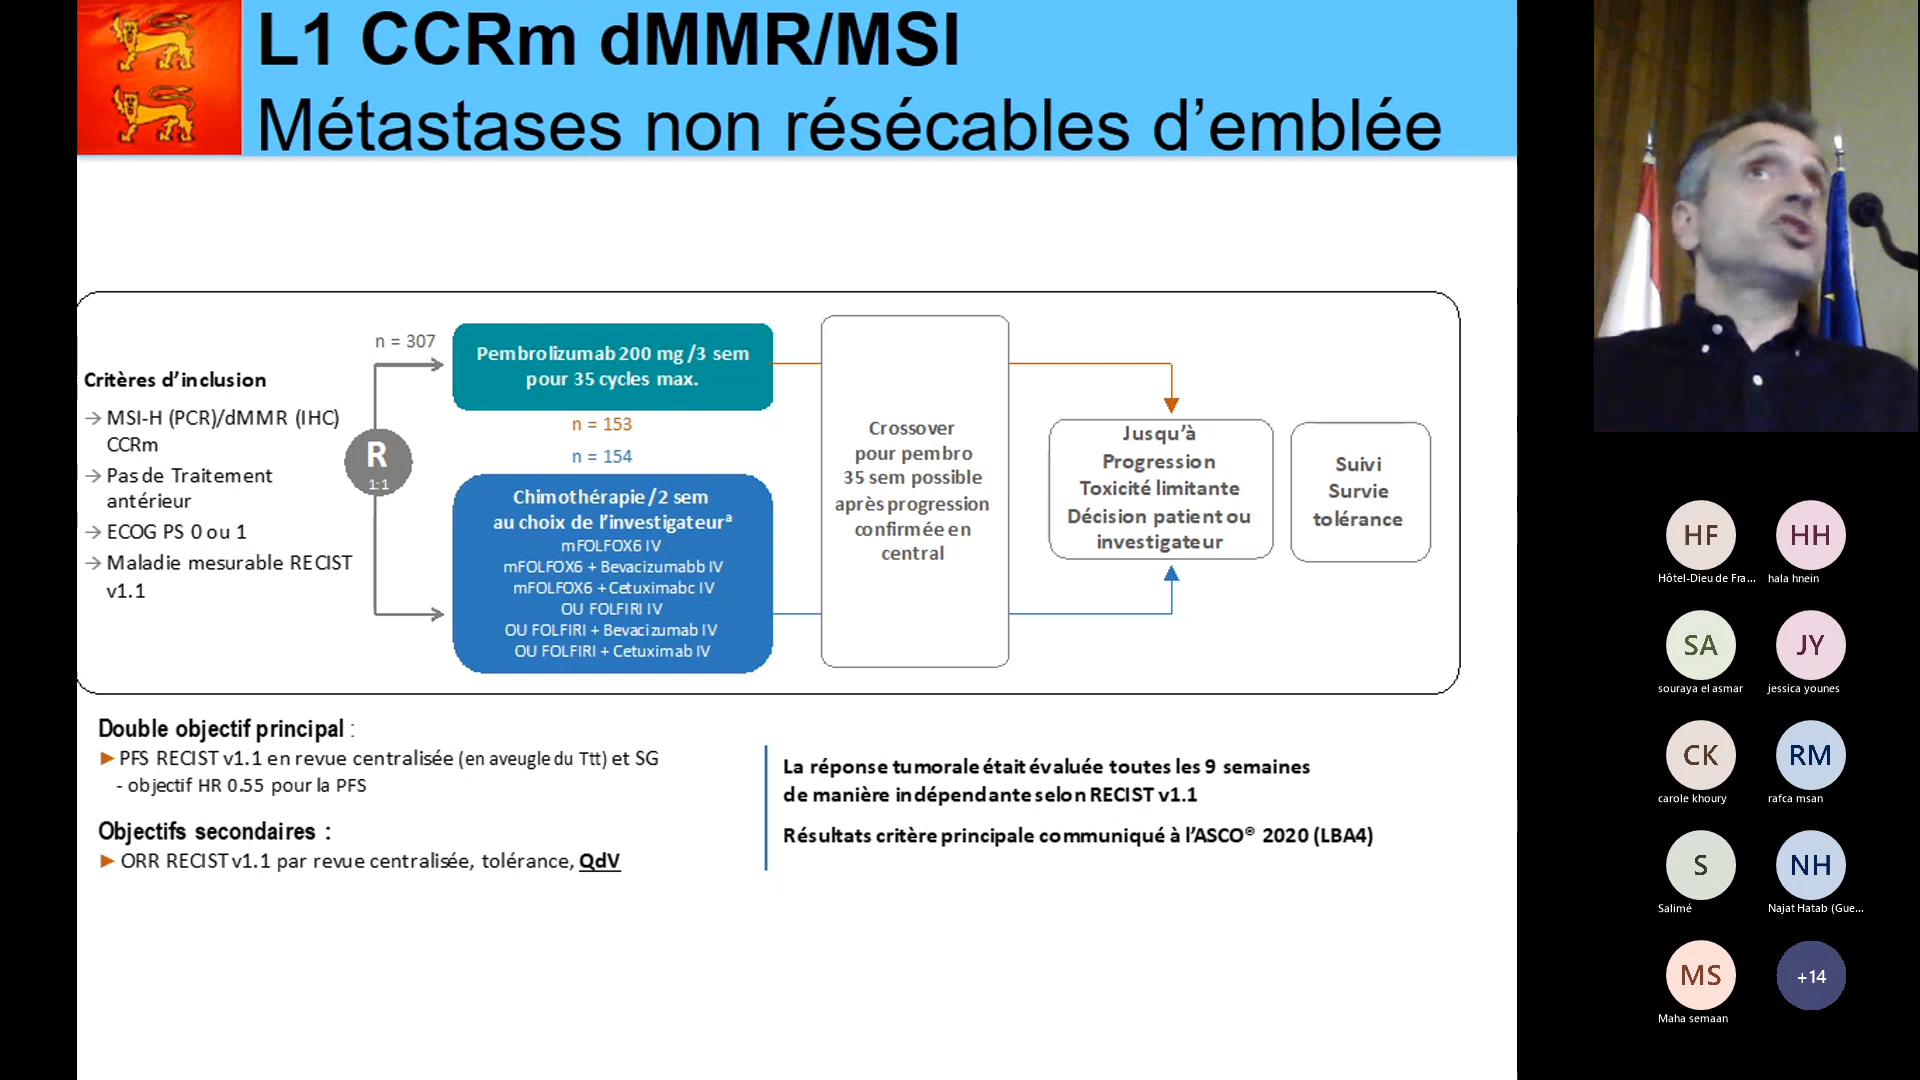 L1 CCRm dMMR/MSI
Métastases non résécables d’emblée
n = 307
Critères d’inclusion
→ MSI-H (PCR)/dMMR (IHC)
CCRm
→ Pas de Traitement
antérieur
→ ECOG PS 0 ou 1
→ Maladie mesurable RECIST
v1.1
R
1:1
Pembrolizumab 200 mg /3 sem
pour 35 cycles max.
n = 153
n = 154
Chimothérapie /2 sem
au choix de l’investigateurª
mFOLFOX6 IV
mFOLFOX6 + Bevacizumabb IV
mFOLFOX6 + Cetuximabc IV
OU FOLFIRI IV
OU FOLFIRI + Bevacizumab IV
OU FOLFIRI + Cetuximab IV
Crossover
pour pembro
35 sem possible
après progression
confirmée en
central
Jusqu’à
Progression
Toxicité limitante
Décision patient ou
investigateur
Suivi
Survie
tolérance
Double objectif principal :
► PFS RECIST v1.1 en revue centralisée (en aveugle du Ttt) et SG
- objectif HR 0.55 pour la PFS
Objectifs secondaires :
► ORR RECIST v1.1 par revue centralisée, tolérance, QdV
La réponse tumorale était évaluée toutes les 9 semaines
de manière indépendante selon RECIST v1.1
Résultats critère principale communiqué à l’ASCO® 2020 (LBA4)
HF
Hôtel-Dieu de Fra...
HH
hala hnein
SA
souraya el asmar
JY
jessica younes
CK
carole khoury
RM
rafca msan
S
Salimé
NH
Najat Hatab (Gue...
MS
Maha semaan
+14